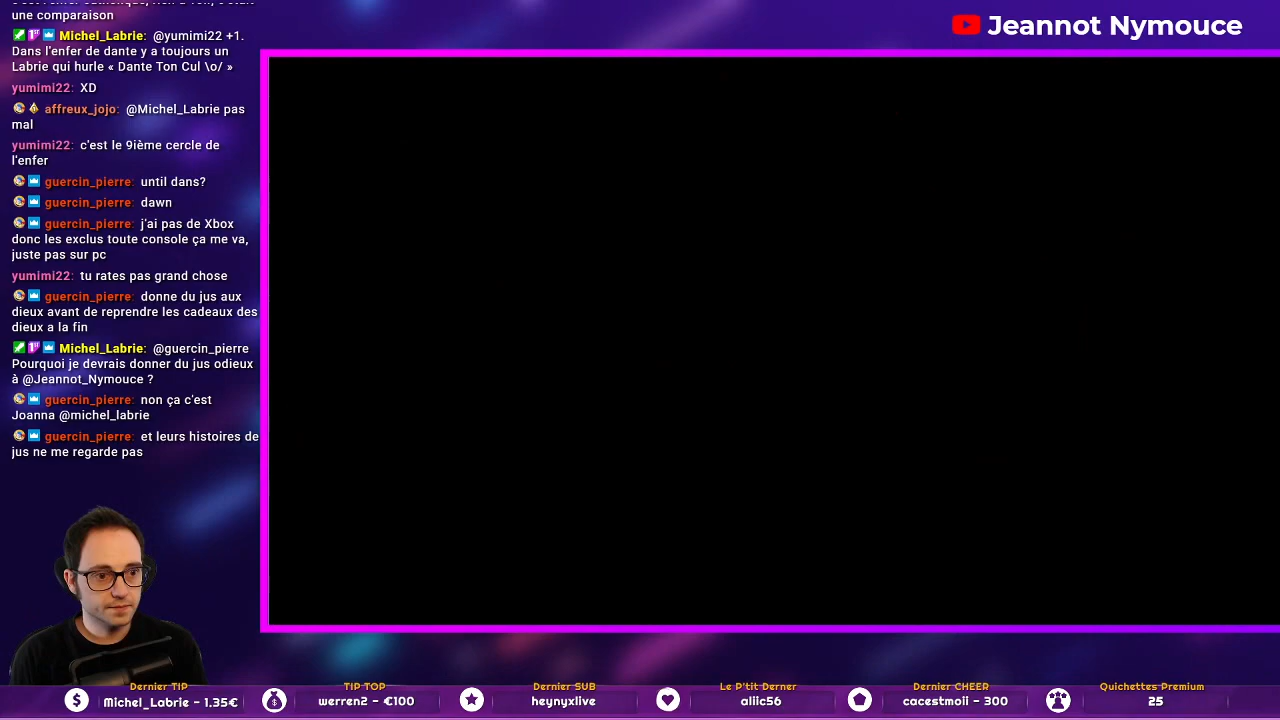 une comparaison
Michel_Labrie: @yumimi22 +1.
Dans l'enfer de dante y a toujours un
Labrie qui hurle « Dante Ton Cul \o/ »
yumimi22: XD
affreux_jojo: @Michel_Labrie pas
mal
yumimi22: c'est le 9ième cercle de
l'enfer
guercin_pierre: until dans?
guercin_pierre: dawn
guercin_pierre: j'ai pas de Xbox
donc les exclus toute console ça me va,
juste pas sur pc
yumimi22: tu rates pas grand chose
guercin_pierre: donne du jus aux
dieux avant de reprendre les cadeaux des
dieux a la fin
Michel_Labrie: @guercin_pierre
Pourquoi je devrais donner du jus odieux
à @Jeannot_Nymouce ?
guercin_pierre: non ça c'est
Joanna @michel_labrie
guercin_pierre: et leurs histoires de
jus ne me regarde pas
Jeannot Nymouce
Dernier TIP
Michel_Labrie - 1.35€
TIP TOP
werren2 - €100
Dernier SUB
heynyxlive
Le P'tit Derner
aliic56
Dernier CHEER
cacestmoii - 300
Quichettes Premium
25